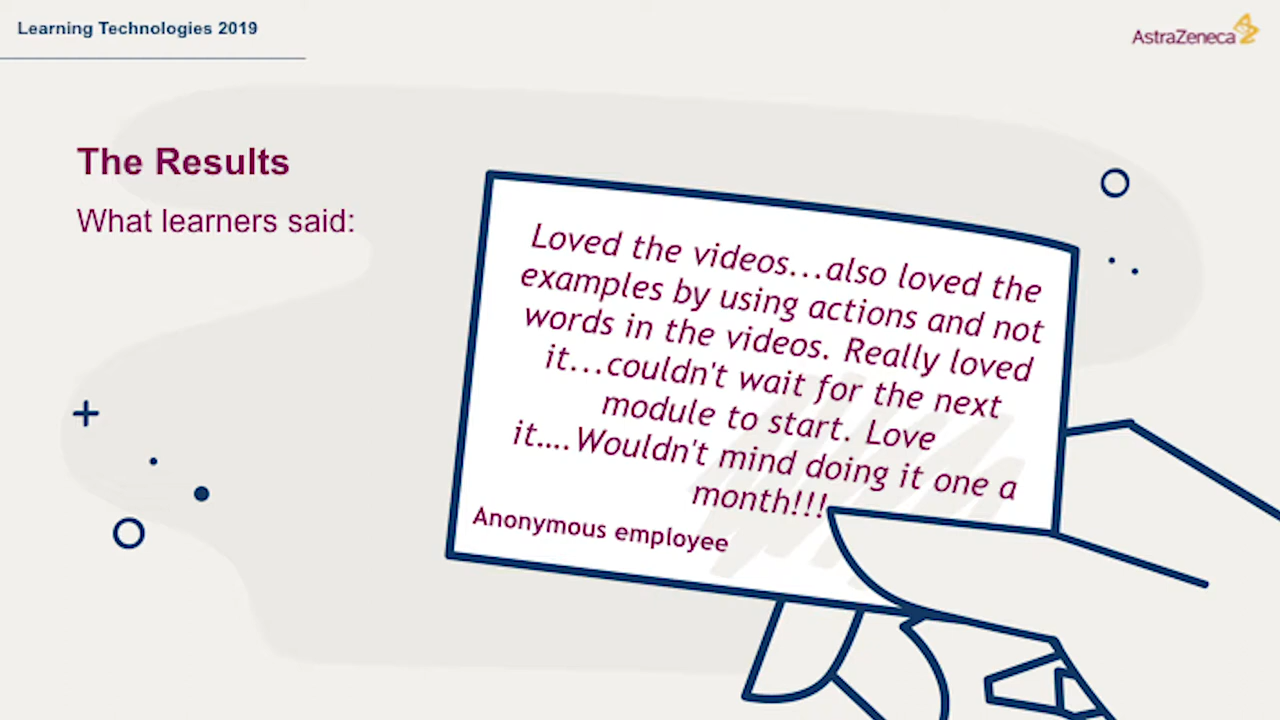 Learning Technologies 2019
AstraZeneca
The Results
What learners said:
Loved the videos...also loved the
examples by using actions and not
words in the videos. Really loved
it...couldn't wait for the next
module to start. Love
it....Wouldn't mind doing it one a
month!!!
Anonymous employee